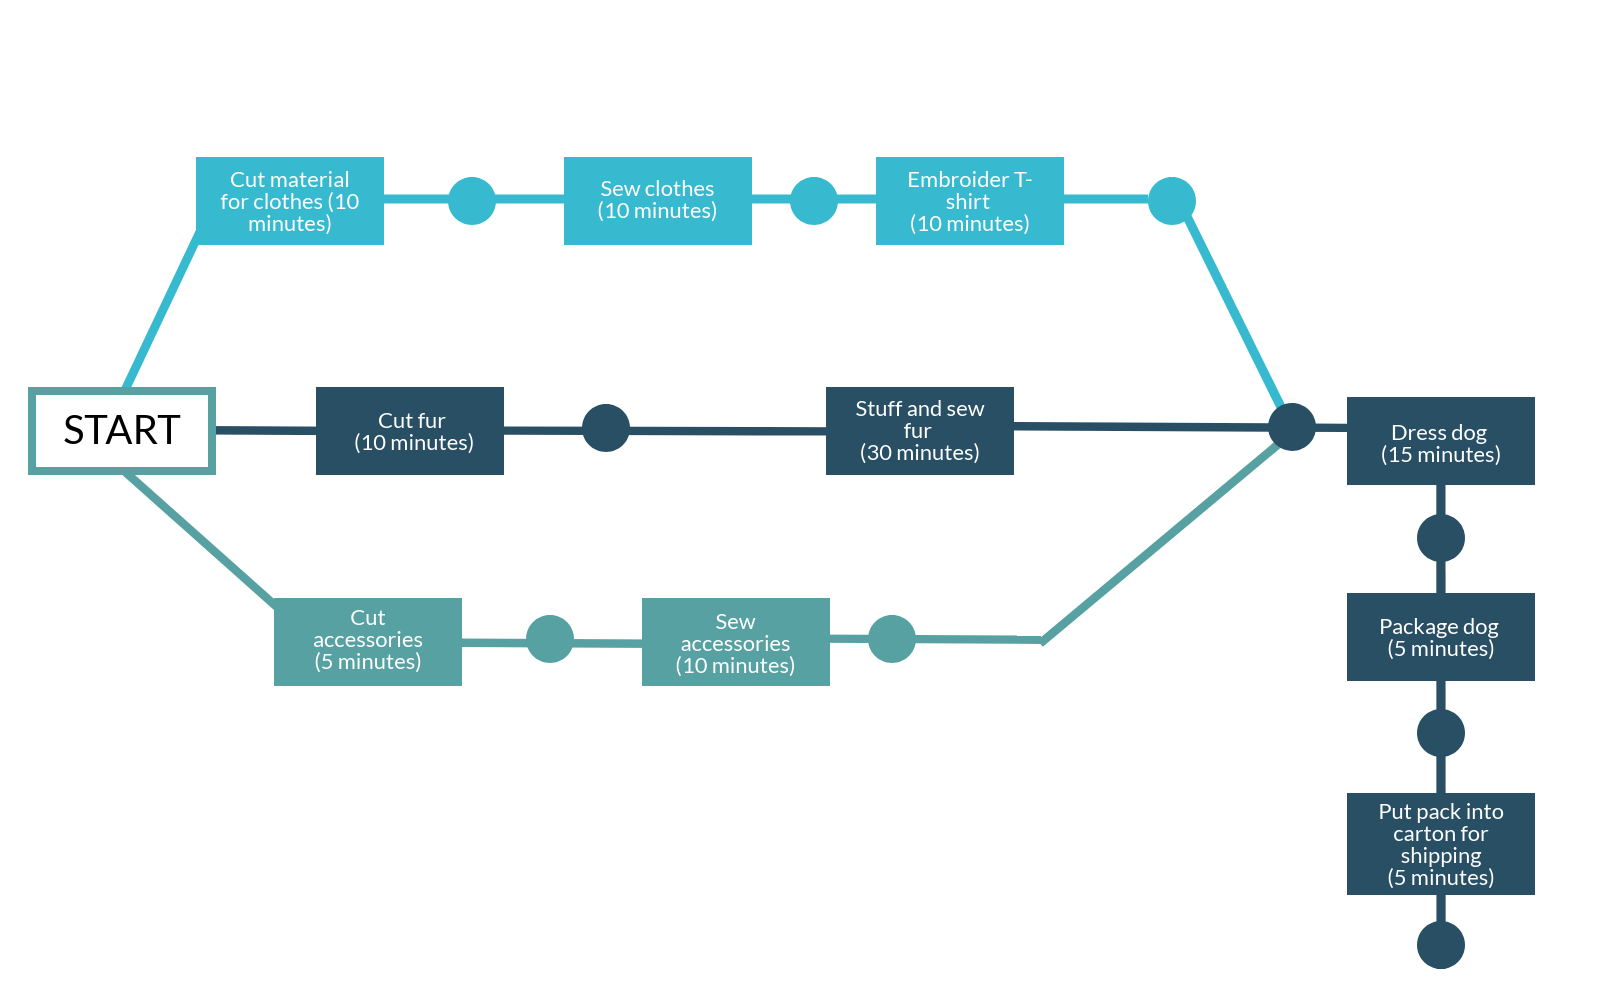 Cut material
for clothes (10
minutes)
Sew clothes
(10 minutes)
Embroider T-
shirt
(10 minutes)
START
Cut fur
(10 minutes)
Stuff and sew
fur
(30 minutes)
Dress dog
(15 minutes)
Cut
accessories
(5 minutes)
Sew
accessories
(10 minutes)
Package dog
(5 minutes)
Put pack into
carton for
shipping
(5 minutes)